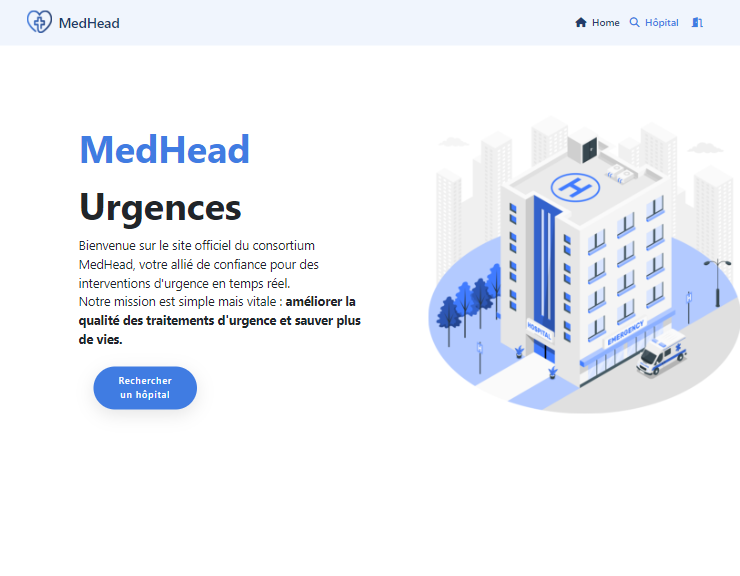 MedHead
Home
Hôpital
MedHead
Urgences
Bienvenue sur le site officiel du consortium
MedHead, votre allié de confiance pour des
interventions d'urgence en temps réel.
Notre mission est simple mais vitale : améliorer la
qualité des traitements d'urgence et sauver plus
de vies.
Rechercher
un hôpital
H
HOSPITAL
EMERGENCY